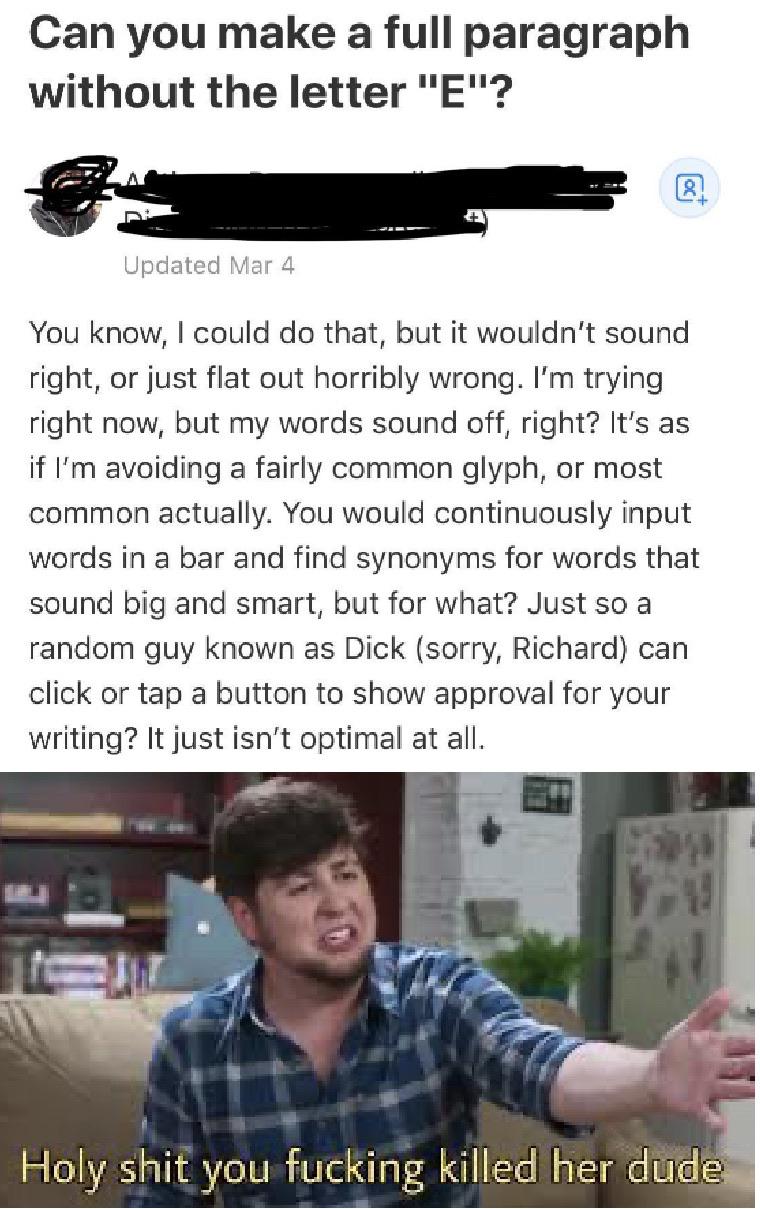 Can you make a full paragraph
without the letter "E"?
Updated Mar 4
You know, I could do that, but it wouldn’t sound
right, or just flat out horribly wrong. I’m trying
right now, but my words sound off, right? It’s as
if I’m avoiding a fairly common glyph, or most
common actually. You would continuously input
words in a bar and find synonyms for words that
sound big and smart, but for what? Just so a
random guy known as Dick (sorry, Richard) can
click or tap a button to show approval for your
writing? It just isn’t optimal at all.
Holy shit you fucking killed her dude